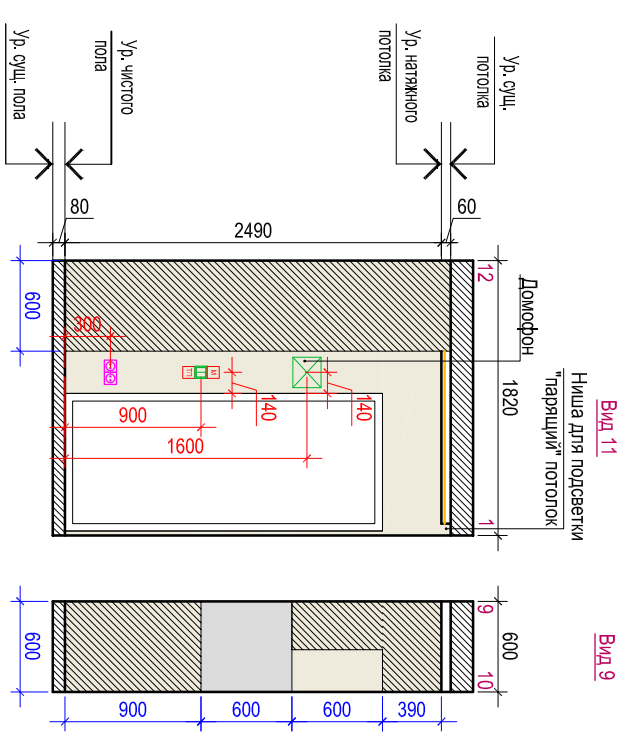 Вид 11
Ур. сущ.
потолка
Ур. натяжного
потолка
Ур. чистого
пола
Ур. сущ. пола
Ниша для подсветки
"парящий" потолок
Домофон
12
1820
1
60
2490
80
600
300
900
1600
140
140
М
ТП
Вид 9
9
10
600
390
600
600
900
600